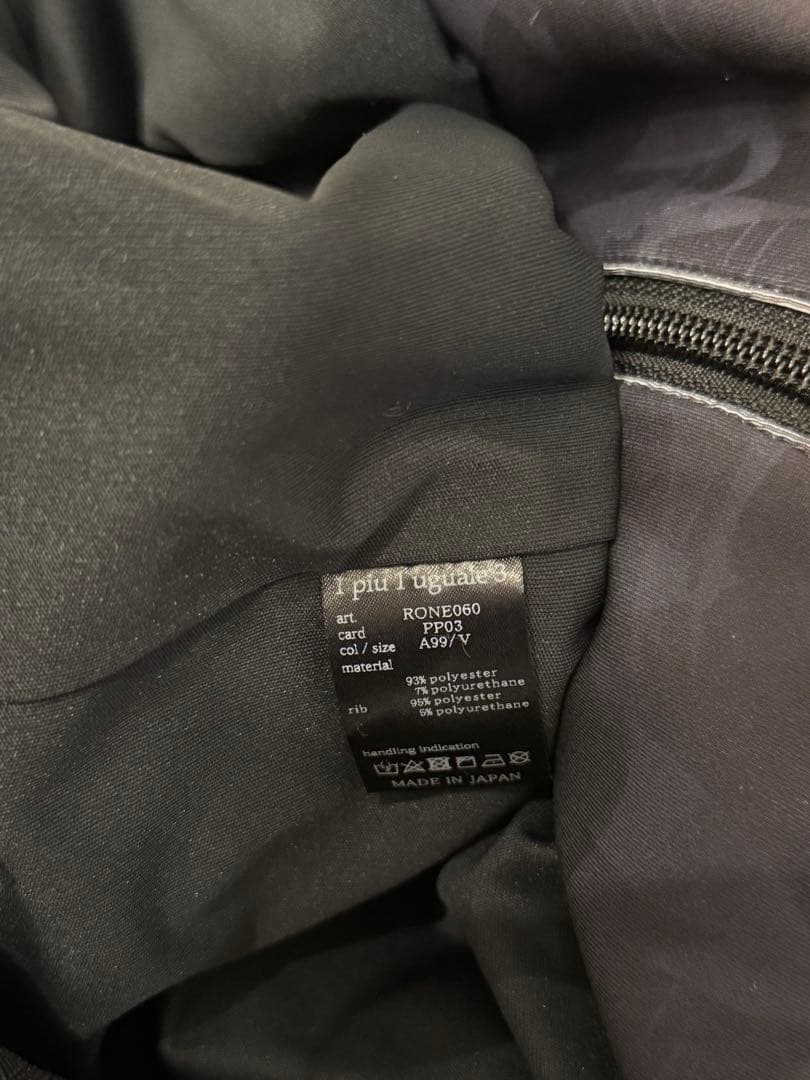 1 piu 1 uguale 3
art. RONE060
card PP03
col / size A99/V
material
93% polyester
7% polyurethane
rib 95% polyester
5% polyurethane
handling indication
MADE IN JAPAN